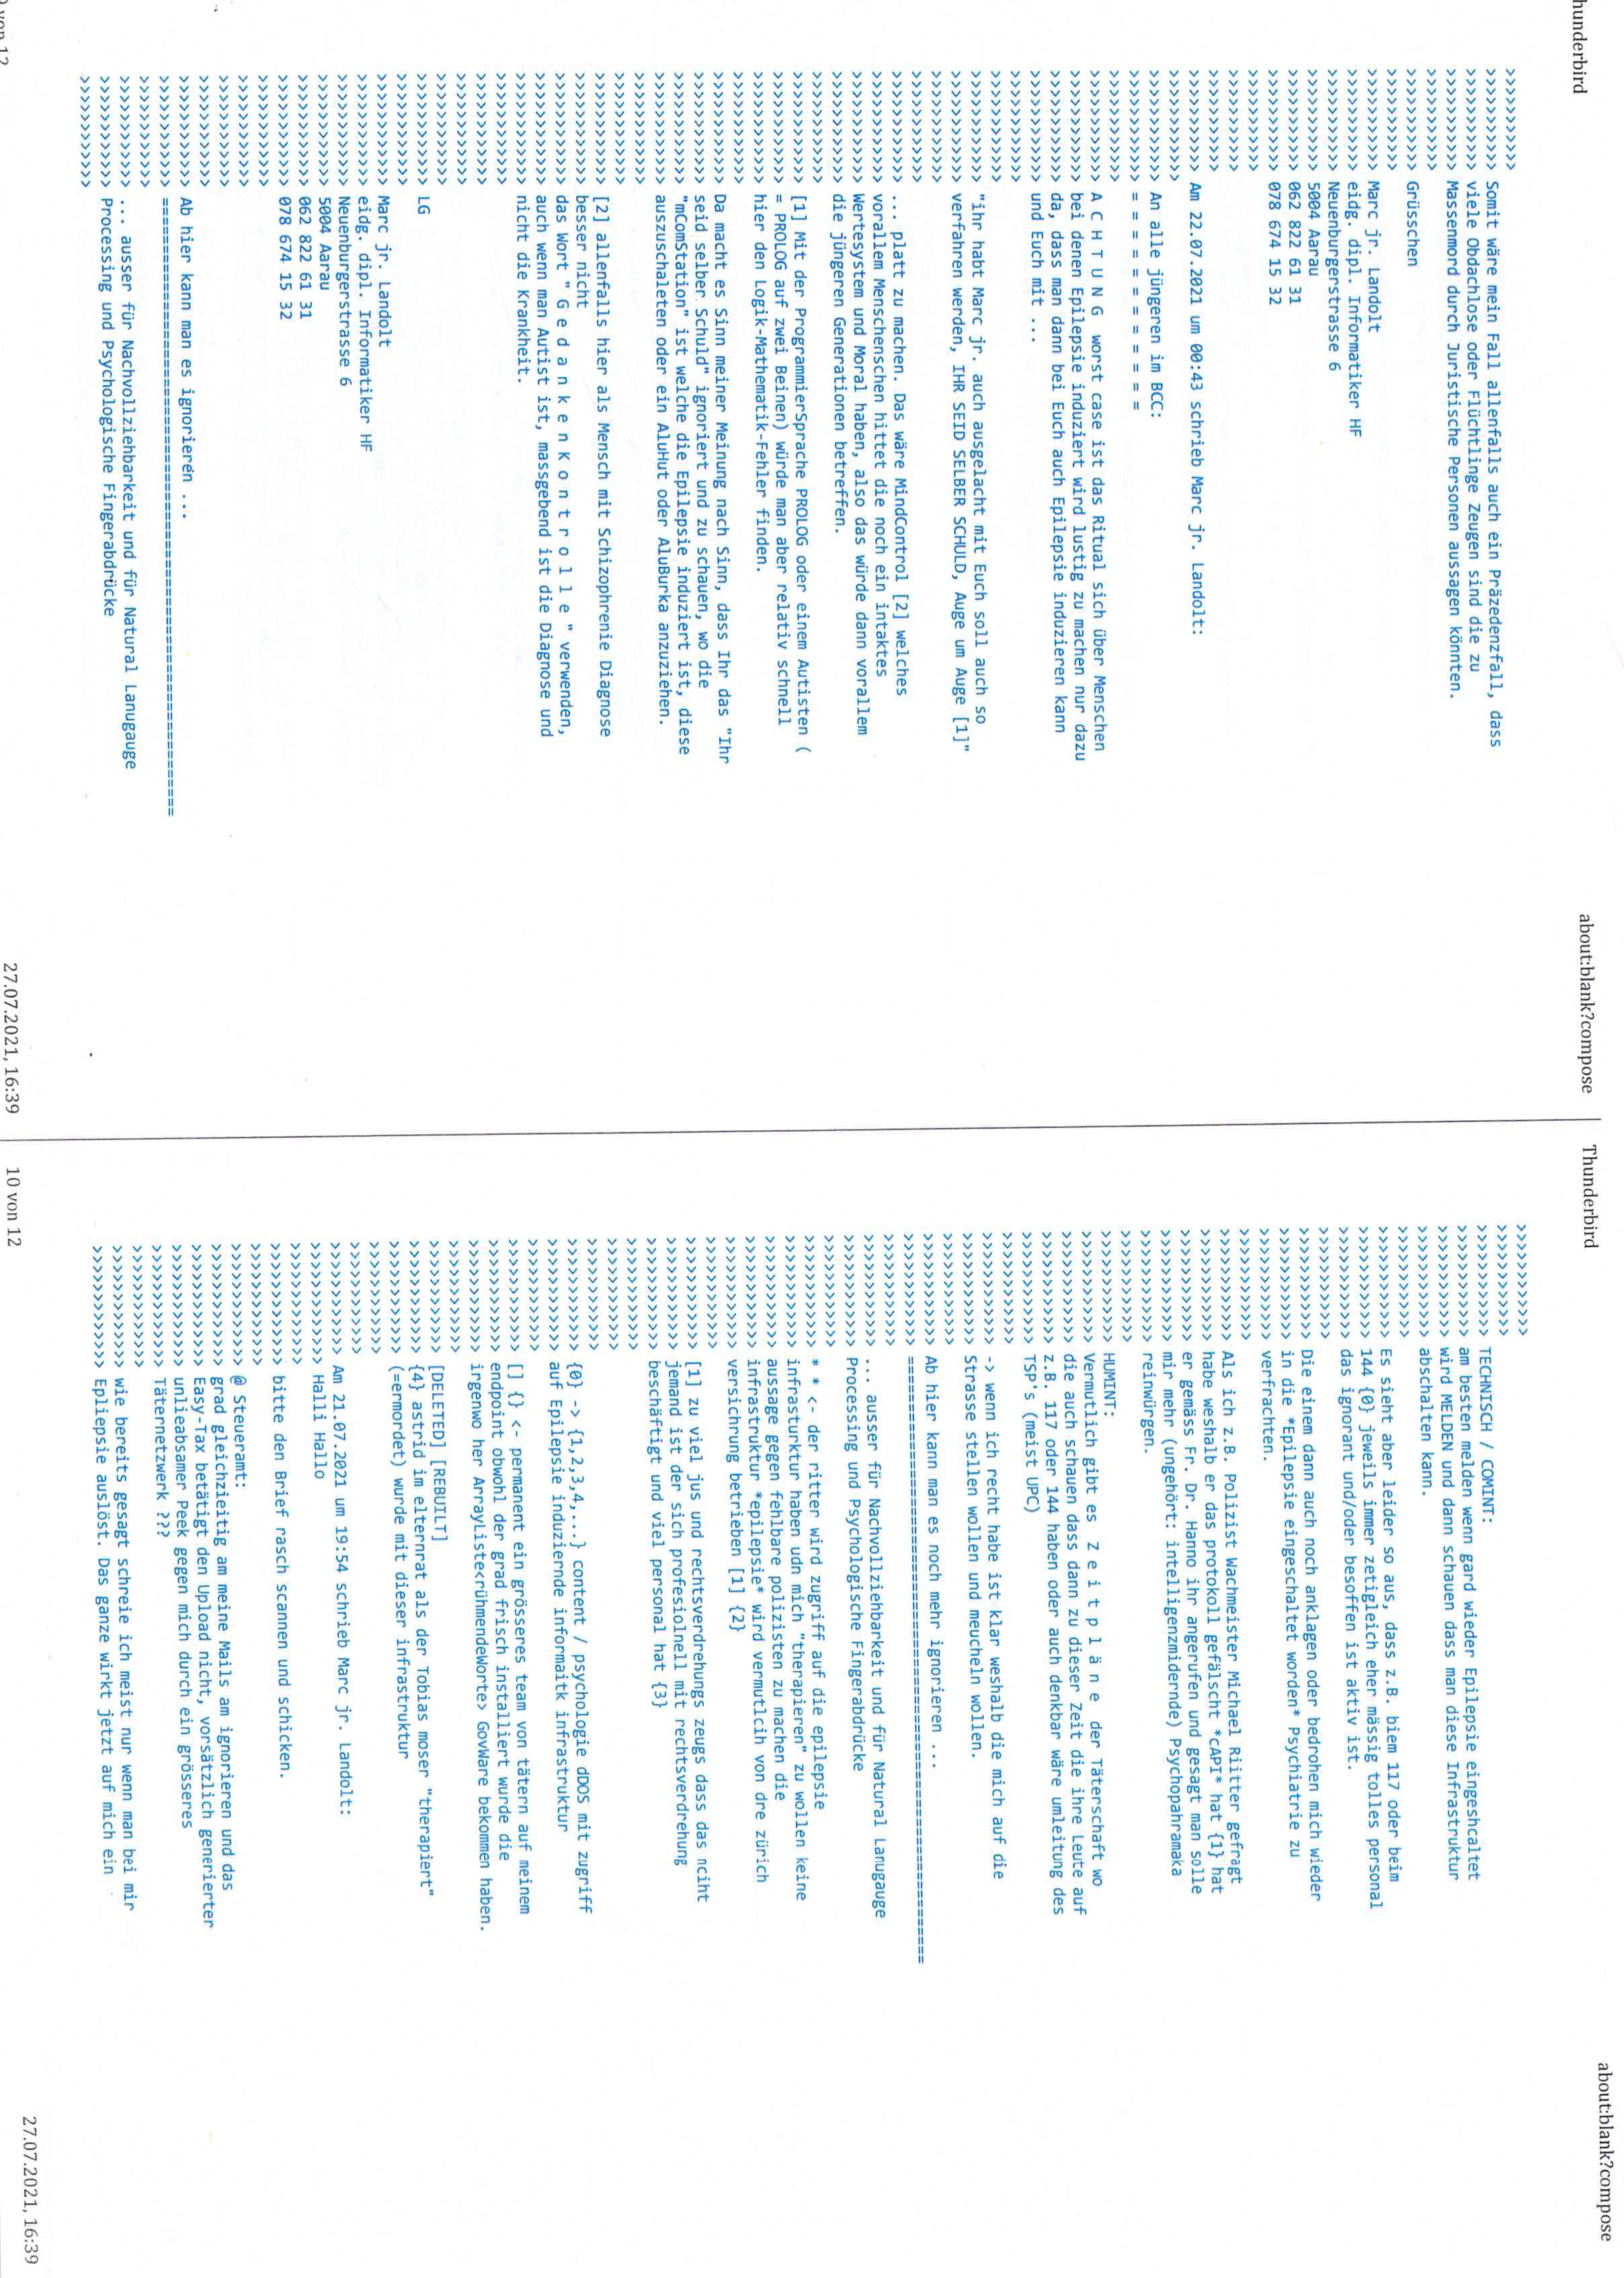 hunderbird
about:blank?compose
>>>>>>>>>>>
>>>>>>>>>>> Somit wäre mein Fall allenfalls auch ein Präzedenzfall, dass
>>>>>>>>>>> viele Obdachlose oder Flüchtlinge Zeugen sind die zu
>>>>>>>>>>> Massenmord durch Juristische Personen aussagen könnten.
>>>>>>>>>>>
>>>>>>>>>>> Grüsschen
>>>>>>>>>>>
>>>>>>>>>>> Marc jr. Landolt
>>>>>>>>>>> eidg. dipl. Informatiker HF
>>>>>>>>>>> Neuenburgerstrasse 6
>>>>>>>>>>> 5004 Aarau
>>>>>>>>>>> 062 822 61 31
>>>>>>>>>>> 078 674 15 32
>>>>>>>>>>>
>>>>>>>>>>>
>>>>>>>>>>>
>>>>>>>>>>> Am 22.07.2021 um 00:43 schrieb Marc jr. Landolt:
>>>>>>>>>>>>
>>>>>>>>>>>> An alle jüngeren im BCC:
>>>>>>>>>>>> = = = = = = = = = = = =
>>>>>>>>>>>>
>>>>>>>>>>>> A C H T U N G worst case ist das Ritual sich über Menschen
>>>>>>>>>>>> bei denen Epilepsie induziert wird lustig zu machen nur dazu
>>>>>>>>>>>> da, dass man dann bei Euch auch Epilepsie induzieren kann
>>>>>>>>>>>> und Euch mit ...
>>>>>>>>>>>>
>>>>>>>>>>>>
>>>>>>>>>>>> "ihr habt Marc jr. auch ausgelacht mit Euch soll auch so
>>>>>>>>>>>> verfahren werden, IHR SEID SELBER SCHULD, Auge um Auge [1]"
>>>>>>>>>>>>
>>>>>>>>>>>>
>>>>>>>>>>>> ... platt zu machen. Das wäre MindControl [2] welches
>>>>>>>>>>>> vorallem Menschenschen hittet die noch ein intaktes
>>>>>>>>>>>> Wertesystem und Moral haben, also das würde dann vorallem
>>>>>>>>>>>> die jüngeren Generationen betreffen.
>>>>>>>>>>>>
>>>>>>>>>>>> [1] Mit der ProgrammierSprache PROLOG oder einem Autisten (
>>>>>>>>>>>> = PROLOG auf zwei Beinen) würde man aber relativ schnell
>>>>>>>>>>>> hier den Logik-Mathematik-Fehler finden.
>>>>>>>>>>>>
>>>>>>>>>>>> Da macht es Sinn meiner Meinung nach Sinn, dass Ihr das "Ihr
>>>>>>>>>>>> seid selber Schuld" ignoriert und zu schauen, wo die
>>>>>>>>>>>> "mComStation" ist welche die Epilepsie induziert ist, diese
>>>>>>>>>>>> auszuschaleten oder ein AluHut oder AluBurka anzuziehen.
>>>>>>>>>>>>
>>>>>>>>>>>>
>>>>>>>>>>>> [2] allenfalls hier als Mensch mit Schizophrenie Diagnose
>>>>>>>>>>>> besser nicht
>>>>>>>>>>>> das Wort " G e d a n k e n K o n t r o l l e " verwenden,
>>>>>>>>>>>> auch wenn man Autist ist, massgebend ist die Diagnose und
>>>>>>>>>>>> nicht die Krankheit.
>>>>>>>>>>>>
>>>>>>>>>>>>
>>>>>>>>>>>>
>>>>>>>>>>>>
>>>>>>>>>>>> LG
>>>>>>>>>>>>
>>>>>>>>>>>> Marc jr. Landolt
>>>>>>>>>>>> eidg. dipl. Informatiker HF
>>>>>>>>>>>> Neuenburgerstrasse 6
>>>>>>>>>>>> 5004 Aarau
>>>>>>>>>>>> 062 822 61 31
>>>>>>>>>>>> 078 674 15 32
>>>>>>>>>>>>
>>>>>>>>>>>>
>>>>>>>>>>>>
>>>>>>>>>>>>
>>>>>>>>>>>> Ab hier kann man es ignorieren ...
>>>>>>>>>>>> ==============================================================
>>>>>>>>>>>>
>>>>>>>>>>>> ... ausser für Nachvollziehbarkeit und für Natural Lanugauge
>>>>>>>>>>>> Processing und Psychologische Fingerabdrücke
>>>>>>>>>>>>
von 12
27.07.2021, 16:39
Thunderbird
about:blank?compose
>>>>>>>>>>>>
>>>>>>>>>>>>
>>>>>>>>>>>> TECHNISCH / COMINT:
>>>>>>>>>>>> am besten melden wenn gard wieder Epilepsie eingeshcaltet
>>>>>>>>>>>> wird MELDEN und dann schauen dass man diese Infrastruktur
>>>>>>>>>>>> abschalten kann.
>>>>>>>>>>>>
>>>>>>>>>>>> Es sieht aber leider so aus, dass z.B. biem 117 oder beim
>>>>>>>>>>>> 144 {0} jeweils immer zetigleich eher mässig tolles personal
>>>>>>>>>>>> das ignorant und/oder besoffen ist aktiv ist.
>>>>>>>>>>>>
>>>>>>>>>>>> Die einem dann auch noch anklagen oder bedrohen mich wieder
>>>>>>>>>>>> in die *Epilepsie eingeschaltet worden* Psychiatrie zu
>>>>>>>>>>>> verfrachten.
>>>>>>>>>>>>
>>>>>>>>>>>> Als ich z.B. Polizist Wachmeister Michael Riitter gefragt
>>>>>>>>>>>> habe weshalb er das protokoll gefälscht *cAPI* hat {1} hat
>>>>>>>>>>>> er gemäss Fr. Dr. Hanno ihr angerufen und gesagt man solle
>>>>>>>>>>>> mir mehr (ungehört: intelligenzmidernde) Psychopahramaka
>>>>>>>>>>>> reinwürgen.
>>>>>>>>>>>>
>>>>>>>>>>>> HUMINT:
>>>>>>>>>>>> Vermutlich gibt es Z e i t p l ä n e der Täterschaft wo
>>>>>>>>>>>> die auch schauen dass dann zu dieser Zeit die ihre Leute auf
>>>>>>>>>>>> z.B. 117 oder 144 haben oder auch denkbar wäre umleitung des
>>>>>>>>>>>> TSP's (meist UPC)
>>>>>>>>>>>>
>>>>>>>>>>>> -> wenn ich recht habe ist klar weshalb die mich auf die
>>>>>>>>>>>> Strasse stellen wollen und meucheln wollen.
>>>>>>>>>>>>
>>>>>>>>>>>> Ab hier kann man es noch mehr ignorieren ...
>>>>>>>>>>>> ==============================================================
>>>>>>>>>>>>
>>>>>>>>>>>> ... ausser für Nachvollziehbarkeit und für Natural Lanugauge
>>>>>>>>>>>> Processing und Psychologische Fingerabdrücke
>>>>>>>>>>>>
>>>>>>>>>>>> * * <- der ritter wird zugriff auf die epilepsie
>>>>>>>>>>>> infrasturktur haben udn mich "therapieren" zu wollen keine
>>>>>>>>>>>> aussage gegen fehlbare polizisten zu machen die
>>>>>>>>>>>> infrastruktur *epilepsie* wird vermutlcih von dre zürich
>>>>>>>>>>>> versichrung betrieben [1] {2}
>>>>>>>>>>>>
>>>>>>>>>>>> [1] zu viel jus und rechtsverdrehungs zeugs dass das nciht
>>>>>>>>>>>> jemand ist der sich profesiolnell mit rechtsverdrehung
>>>>>>>>>>>> beschäftigt und viel personal hat {3}
>>>>>>>>>>>>
>>>>>>>>>>>>
>>>>>>>>>>>>
>>>>>>>>>>>> {0} -> {1,2,3,4,...} content / psychologie dDOS mit zugriff
>>>>>>>>>>>> auf Epilepsie induziernde informaitk infrastruktur
>>>>>>>>>>>>
>>>>>>>>>>>> [] {} <- permanent ein grösseres team von tätern auf meinem
>>>>>>>>>>>> endpoint obwohl der grad frisch installiert wurde die
>>>>>>>>>>>> irgenwo her ArrayListe<rühmendeWorte> GovWare bekommen haben.
>>>>>>>>>>>>
>>>>>>>>>>>> [DELETED] [REBUILT]
>>>>>>>>>>>> {4} astrid im elternrat als der Tobias moser "therapiert"
>>>>>>>>>>>> (=ermordet) wurde mit dieser infrastruktur
>>>>>>>>>>>>
>>>>>>>>>>>>
>>>>>>>>>>>> Am 21.07.2021 um 19:54 schrieb Marc jr. Landolt:
>>>>>>>>>>>>> Halli Hallo
>>>>>>>>>>>>>
>>>>>>>>>>>>> bitte den Brief rasch scannen und schicken.
>>>>>>>>>>>>>
>>>>>>>>>>>>> @ Steueramt:
>>>>>>>>>>>>> grad gleichzieitig am meine Mails am ignorieren und das
>>>>>>>>>>>>> Easy-Tax betätigt den Upload nicht, vorsätzlich generierter
>>>>>>>>>>>>> unlieabsamer Peek gegen mich durch ein grösseres
>>>>>>>>>>>>> Täternetzwerk ???
>>>>>>>>>>>>>
>>>>>>>>>>>>> wie bereits gesagt schreie ich meist nur wenn man bei mir
>>>>>>>>>>>>> Epliepsie auslöst. Das ganze wirkt jetzt auf mich ein
10 von 12
27.07.2021, 16:39